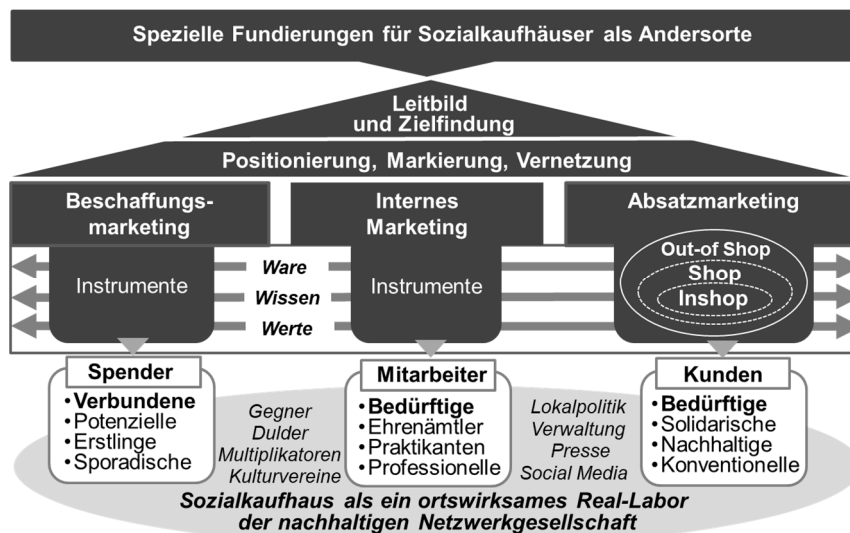 Spezielle Fundierungen für Sozialkaufhäuser als Andersorte
Leitbild
und Zielfindung
Positionierung, Markierung, Vernetzung
Beschaffungs-
marketing
Internes
Marketing
Absatzmarketing
Instrumente
Ware
Wissen
Werte
Instrumente
Out-of Shop
Shop
Inshop
Spender
•Verbundene
•Potenzielle
•Erstlinge
•Sporadische
Gegner
Dulder
Multiplikatoren
Kulturvereine
Mitarbeiter
•Bedürftige
•Ehrenämtler
•Praktikanten
•Professionelle
Lokalpolitik
Verwaltung
Presse
Social Media
Kunden
•Bedürftige
•Solidarische
•Nachhaltige
•Konventionelle
Sozialkaufhaus als ein ortswirksames Real-Labor
der nachhaltigen Netzwerkgesellschaft